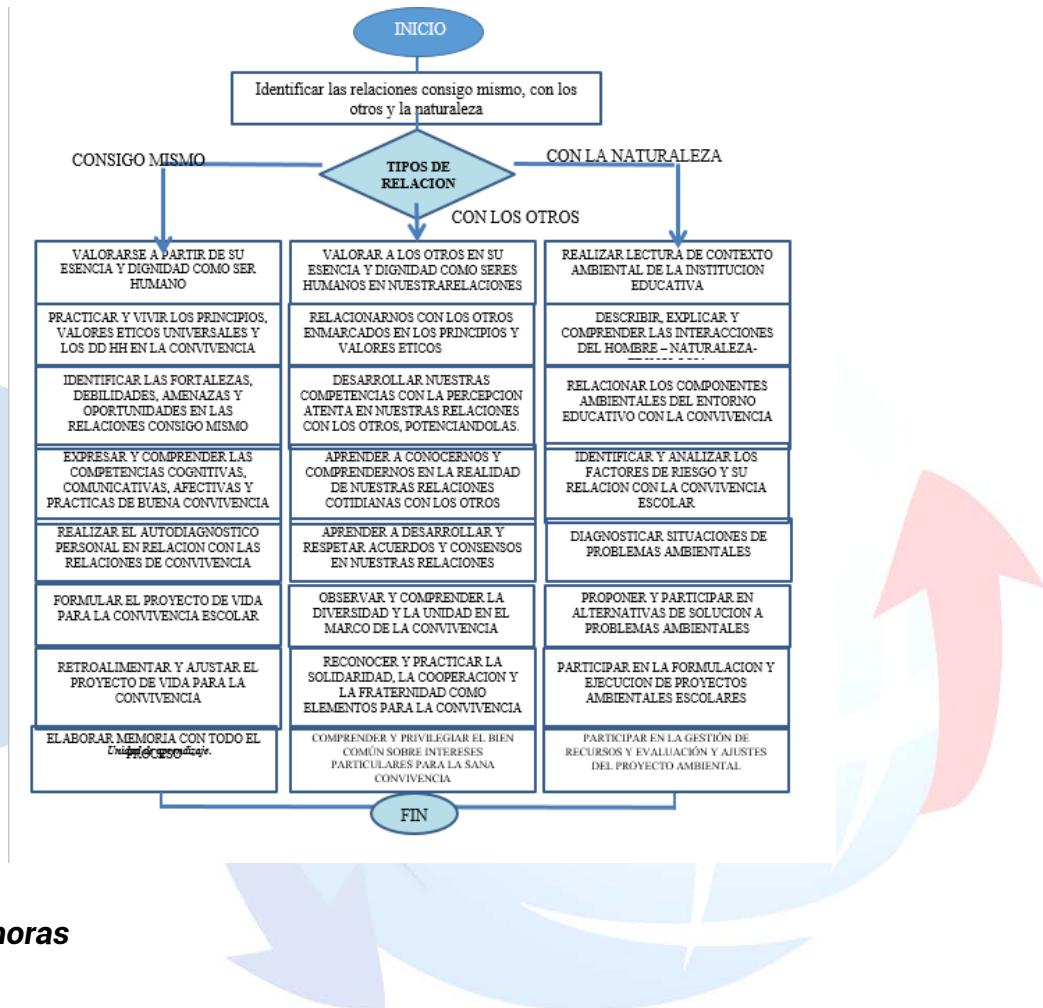 INICIO
Identificar las relaciones consigo mismo, con los
otros y la naturaleza
TIPOS DE
RELACION
CONSIGO MISMO
CON LOS OTROS
CON LA NATURALEZA
VALORARSE A PARTIR DE SU
ESENCIA Y DIGNIDAD COMO SER
HUMANO
PRACTICAR Y VIVIR LOS PRINCIPIOS,
VALORES ETICOS UNIVERSALES Y
LOS DD HH EN LA CONVIVENCIA
IDENTIFICAR LAS FORTALEZAS,
DEBILIDADES, AMENAZAS Y
OPORTUNIDADES EN LAS
RELACIONES CONSIGO MISMO
EXPRESAR Y COMPRENDER LAS
COMPETENCIAS COGNITIVAS,
COMUNICATIVAS, AFECTIVAS Y
PRACTICAS DE BUENA CONVIVENCIA
REALIZAR EL AUTODIAGNOSTICO
PERSONAL EN RELACION CON LAS
RELACIONES DE CONVIVENCIA
FORMULAR EL PROYECTO DE VIDA
PARA LA CONVIVENCIA ESCOLAR
RETROALIMENTAR Y AJUSTAR EL
PROYECTO DE VIDA PARA LA
CONVIVENCIA
ELABORAR MEMORIA CON TODO EL
PROCESO
Unidad de aprendizaje.
VALORAR A LOS OTROS EN SU
ESENCIA Y DIGNIDAD COMO SERES
HUMANOS EN NUESTRARELACIONES
RELACIONARNOS CON LOS OTROS
ENMARCADOS EN LOS PRINCIPIOS Y
VALORES ETICOS
DESARROLLAR NUESTRAS
COMPETENCIAS CON LA PERCEPCION
ATENTA EN NUESTRAS RELACIONES
CON LOS OTROS, POTENCIANDOLAS.
APRENDER A CONOCERNOS Y
COMPRENDERNOS EN LA REALIDAD
DE NUESTRAS RELACIONES
COTIDIANAS CON LOS OTROS
APRENDER A DESARROLLAR Y
RESPETAR ACUERDOS Y CONSENSOS
EN NUESTRAS RELACIONES
OBSERVAR Y COMPRENDER LA
DIVERSIDAD Y LA UNIDAD EN EL
MARCO DE LA CONVIVENCIA
RECONOCER Y PRACTICAR LA
SOLIDARIDAD, LA COOPERACION Y
LA FRATERNIDAD COMO
ELEMENTOS PARA LA CONVIVENCIA
COMPRENDER Y PRIVILEGIAR EL BIEN
COMÚN SOBRE INTERESES
PARTICULARES PARA LA SANA
CONVIVENCIA
REALIZAR LECTURA DE CONTEXTO
AMBIENTAL DE LA INSTITUCION
EDUCATIVA
DESCRIBIR, EXPLICAR Y
COMPRENDER LAS INTERACCIONES
DEL HOMBRE – NATURALEZA-
RELACIONAR LOS COMPONENTES
AMBIENTALES DEL ENTORNO
EDUCATIVO CON LA CONVIVENCIA
IDENTIFICAR Y ANALIZAR LOS
FACTORES DE RIESGO Y SU
RELACION CON LA CONVIVENCIA
ESCOLAR
DIAGNOSTICAR SITUACIONES DE
PROBLEMAS AMBIENTALES
PROPONER Y PARTICIPAR EN
ALTERNATIVAS DE SOLUCION A
PROBLEMAS AMBIENTALES
PARTICIPAR EN LA FORMULACION Y
EJECUCION DE PROYECTOS
AMBIENTALES ESCOLARES
PARTICIPAR EN LA GESTIÓN DE
RECURSOS Y EVALUACIÓN Y AJUSTES
DEL PROYECTO AMBIENTAL
FIN
horas